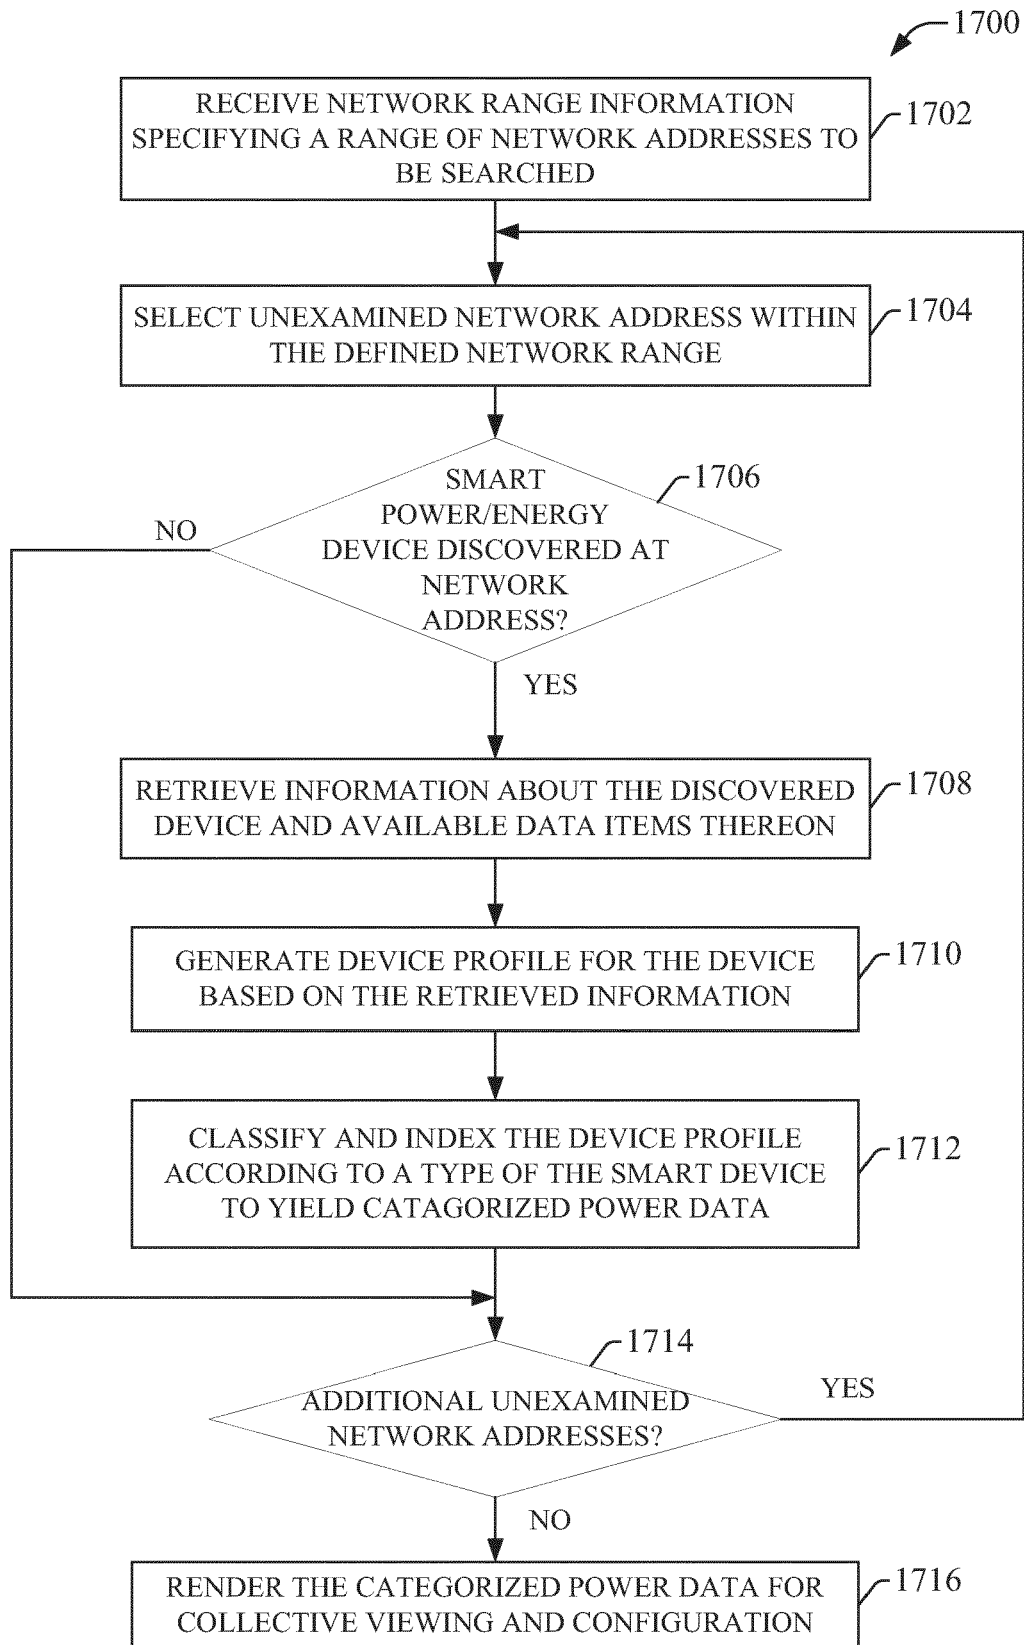 1700
RECEIVE NETWORK RANGE INFORMATION
SPECIFYING A RANGE OF NETWORK ADDRESSES TO
BE SEARCHED
1702
SELECT UNEXAMINED NETWORK ADDRESS WITHIN
THE DEFINED NETWORK RANGE
1704
SMART
POWER/ENERGY
DEVICE DISCOVERED AT
NETWORK
ADDRESS?
1706
NO
YES
RETRIEVE INFORMATION ABOUT THE DISCOVERED
DEVICE AND AVAILABLE DATA ITEMS THEREON
1708
GENERATE DEVICE PROFILE FOR THE DEVICE
BASED ON THE RETRIEVED INFORMATION
1710
CLASSIFY AND INDEX THE DEVICE PROFILE
ACCORDING TO A TYPE OF THE SMART DEVICE
TO YIELD CATAGORIZED POWER DATA
1712
1714
ADDITIONAL UNEXAMINED
NETWORK ADDRESSES?
YES
NO
RENDER THE CATEGORIZED POWER DATA FOR
COLLECTIVE VIEWING AND CONFIGURATION
1716